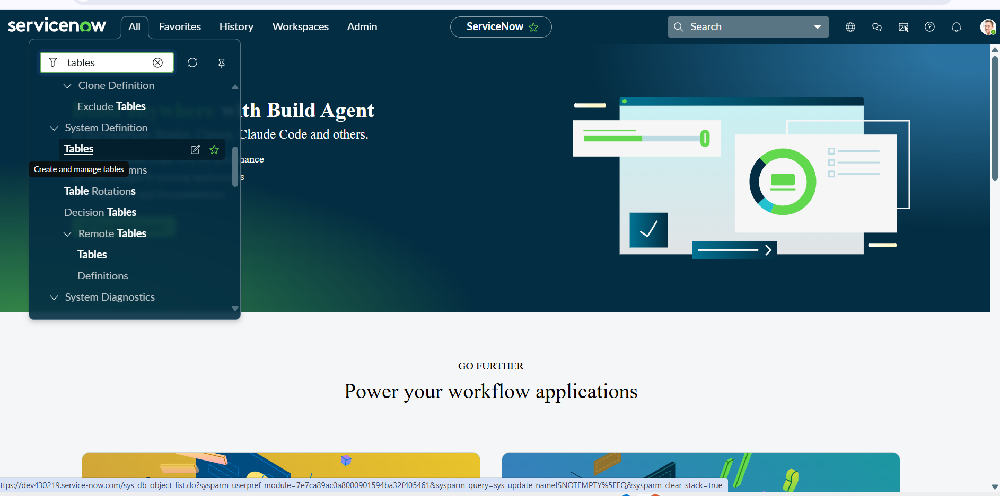 servicenow
All
Favorites
History
Workspaces
Admin
ServiceNow
Search
tables
Clone Definition
Exclude Tables
System Definition
Tables
Create and manage tables
mns
Table Rotations
Decision Tables
Remote Tables
Tables
Definitions
System Diagnostics
ith Build Agent
Claude Code and others.
nance
s
GO FURTHER
Power your workflow applications
ttps://dev430219.service-now.com/sys_db_object_list.do?sysparm_userpref_module=7e7ca89ac0a8000901594ba32f405461&sysparm_query=sys_update_nameISNOTEMPTY%5EEQ&sysparm_clear_stack=true